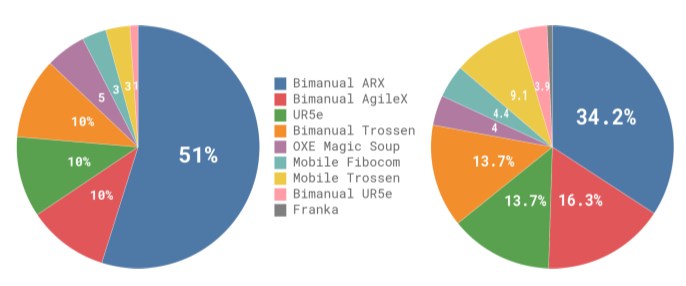 51%
10%
10%
10%
5
3
3
1
Bimanual ARX
Bimanual AgileX
UR5e
Bimanual Trossen
OXE Magic Soup
Mobile Fibocom
Mobile Trossen
Bimanual UR5e
Franka
34.2%
16.3%
13.7%
13.7%
4
4.4
9.1
3.9